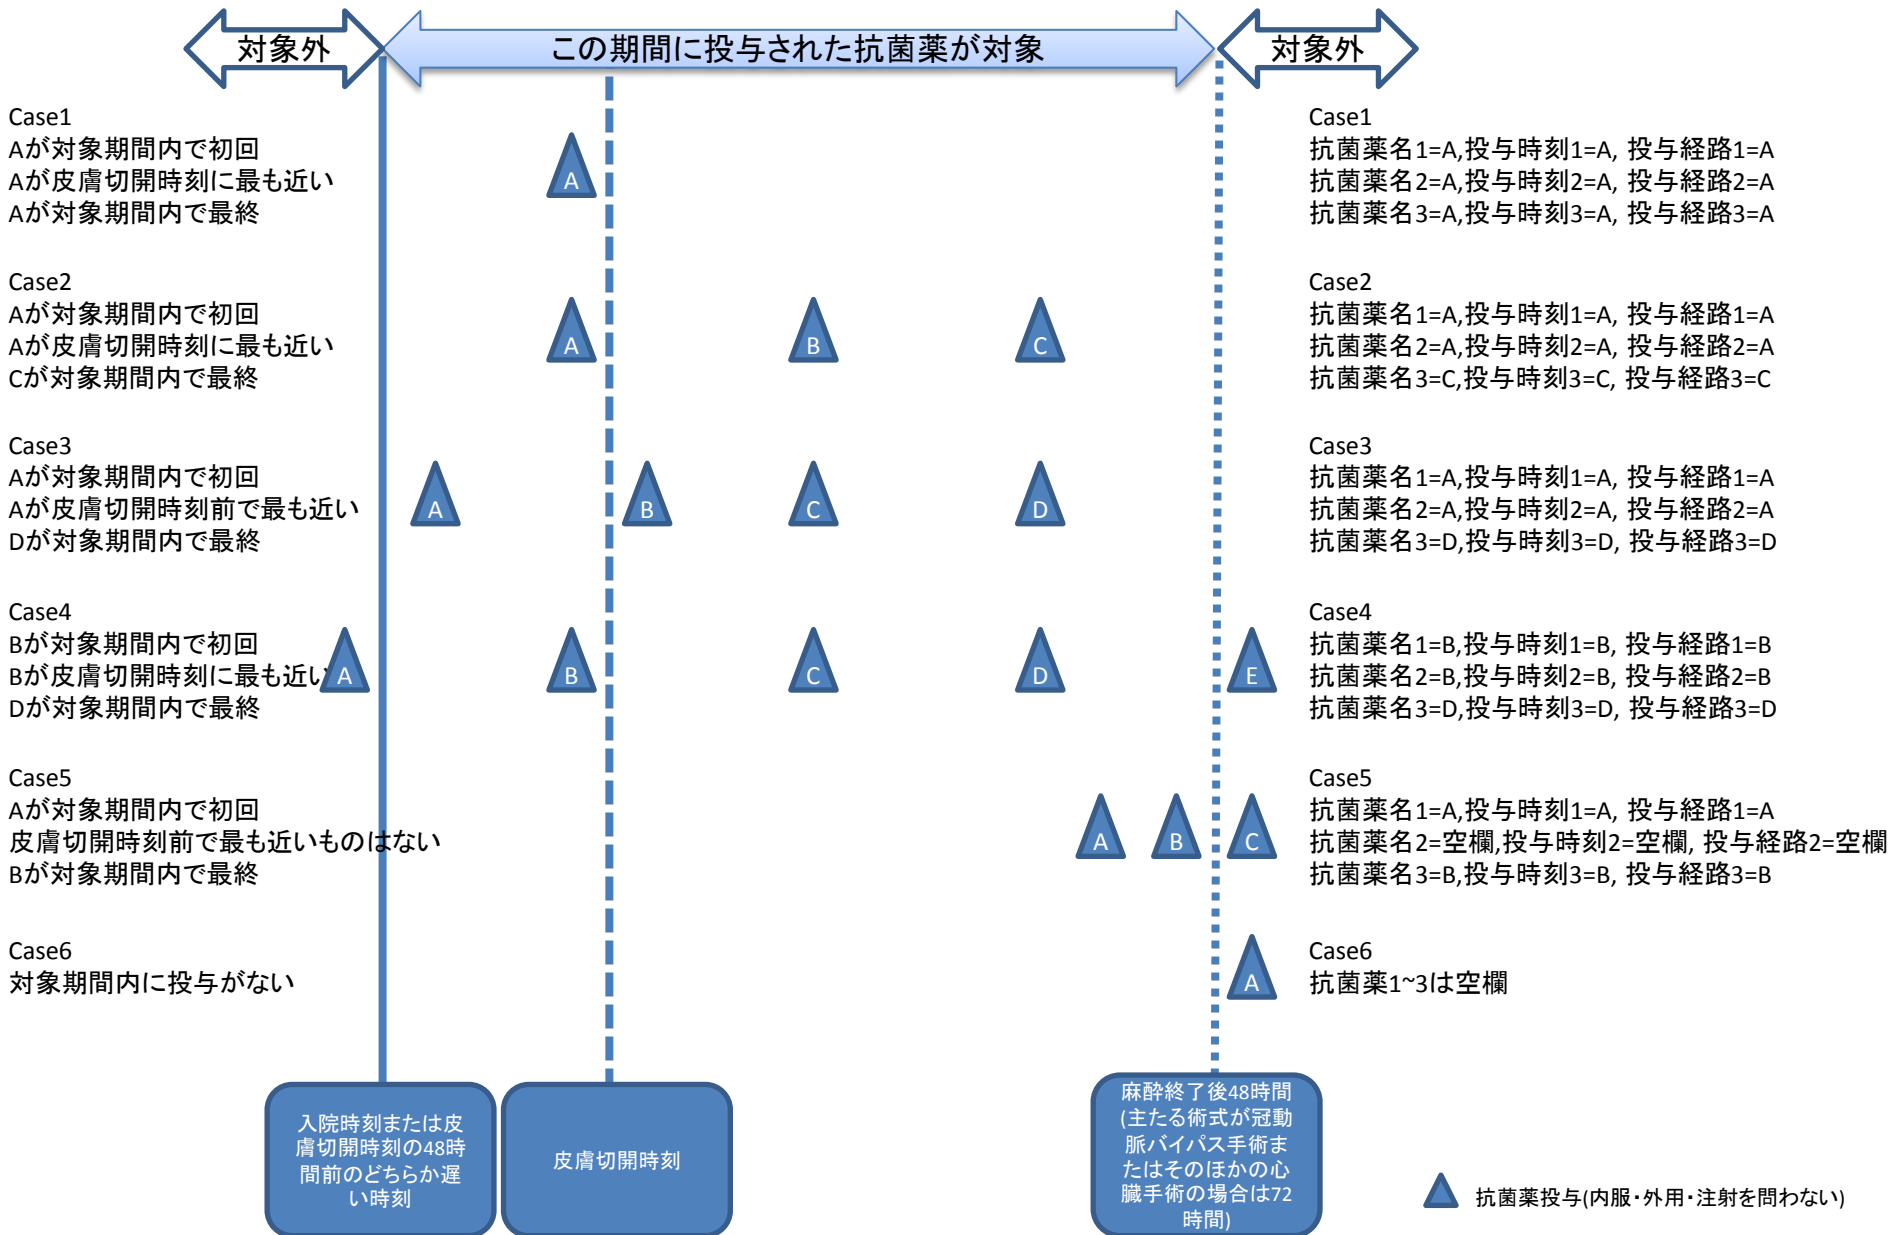 対象外
この期間に投与された抗菌薬が対象
対象外
Case1
Aが対象期間内で初回
Aが皮膚切開時刻に最も近い
Aが対象期間内で最終
A
Case1
抗菌薬名1=A,投与時刻1=A, 投与経路1=A
抗菌薬名2=A,投与時刻2=A, 投与経路2=A
抗菌薬名3=A,投与時刻3=A, 投与経路3=A
Case2
Aが対象期間内で初回
Aが皮膚切開時刻に最も近い
Cが対象期間内で最終
A
B
C
Case2
抗菌薬名1=A,投与時刻1=A, 投与経路1=A
抗菌薬名2=A,投与時刻2=A, 投与経路2=A
抗菌薬名3=C,投与時刻3=C, 投与経路3=C
Case3
Aが対象期間内で初回
Aが皮膚切開時刻前で最も近い
Dが対象期間内で最終
A
B
C
D
Case3
抗菌薬名1=A,投与時刻1=A, 投与経路1=A
抗菌薬名2=A,投与時刻2=A, 投与経路2=A
抗菌薬名3=D,投与時刻3=D, 投与経路3=D
Case4
Bが対象期間内で初回
Bが皮膚切開時刻に最も近い
Dが対象期間内で最終
A
B
C
D
E
Case4
抗菌薬名1=B,投与時刻1=B, 投与経路1=B
抗菌薬名2=B,投与時刻2=B, 投与経路2=B
抗菌薬名3=D,投与時刻3=D, 投与経路3=D
Case5
Aが対象期間内で初回
皮膚切開時刻前で最も近いものはない
Bが対象期間内で最終
A
B
C
Case5
抗菌薬名1=A,投与時刻1=A, 投与経路1=A
抗菌薬名2=空欄,投与時刻2=空欄, 投与経路2=空欄
抗菌薬名3=B,投与時刻3=B, 投与経路3=B
Case6
対象期間内に投与がない
A
Case6
抗菌薬1~3は空欄
入院時刻または皮
膚切開時刻の48時
間前のどちらか遅
い時刻
皮膚切開時刻
麻酔終了後48時間
(主たる術式が冠動
脈バイパス手術ま
たはそのほかの心
臓手術の場合は72
時間)
抗菌薬投与(内服・外用・注射を問わない)